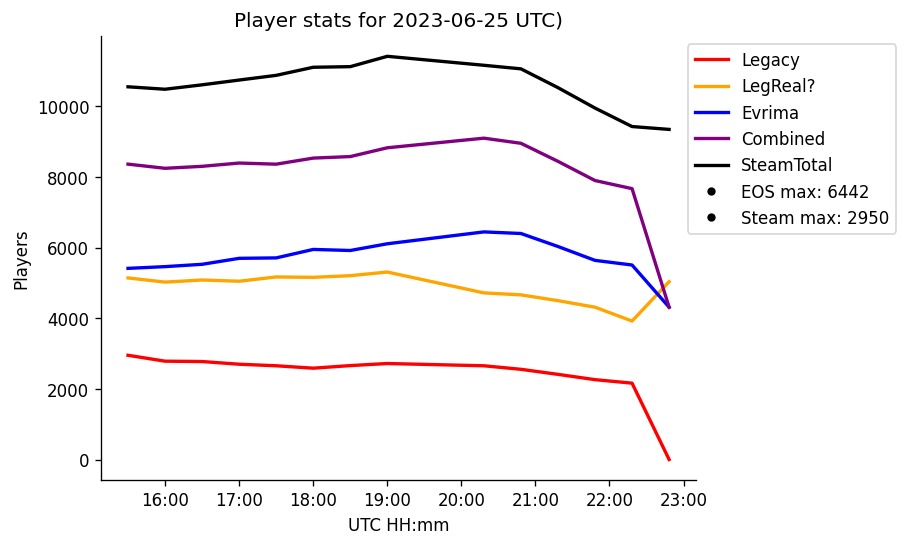 Player stats for 2023-06-25 UTC)
Legacy
LegReal?
Evrima
Combined
SteamTotal
EOS max: 6442
Steam max: 2950
Players
10000
8000
6000
4000
2000
0
16:00 17:00 18:00 19:00 20:00 21:00 22:00 23:00
UTC HH:mm